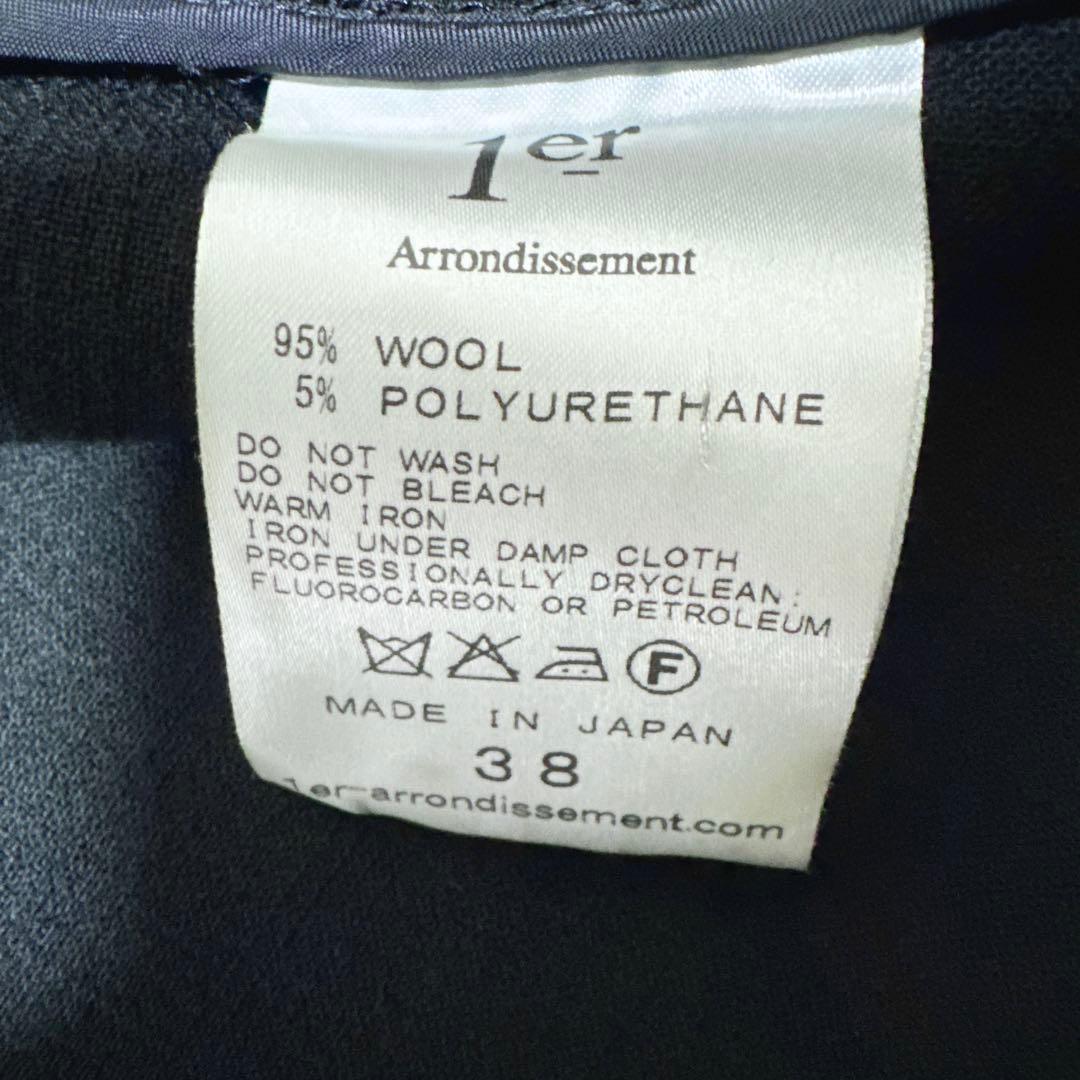 1er
Arrondissement
95% WOOL
5% POLYURETHANE
DO NOT WASH
DO NOT BLEACH
WARM IRON
IRON UNDER DAMP CLOTH
PROFESSIONALLY DRYCLEAN:
FLUOROCARBON OR PETROLEUM
F
MADE IN JAPAN
38
1er-arrondissement.com